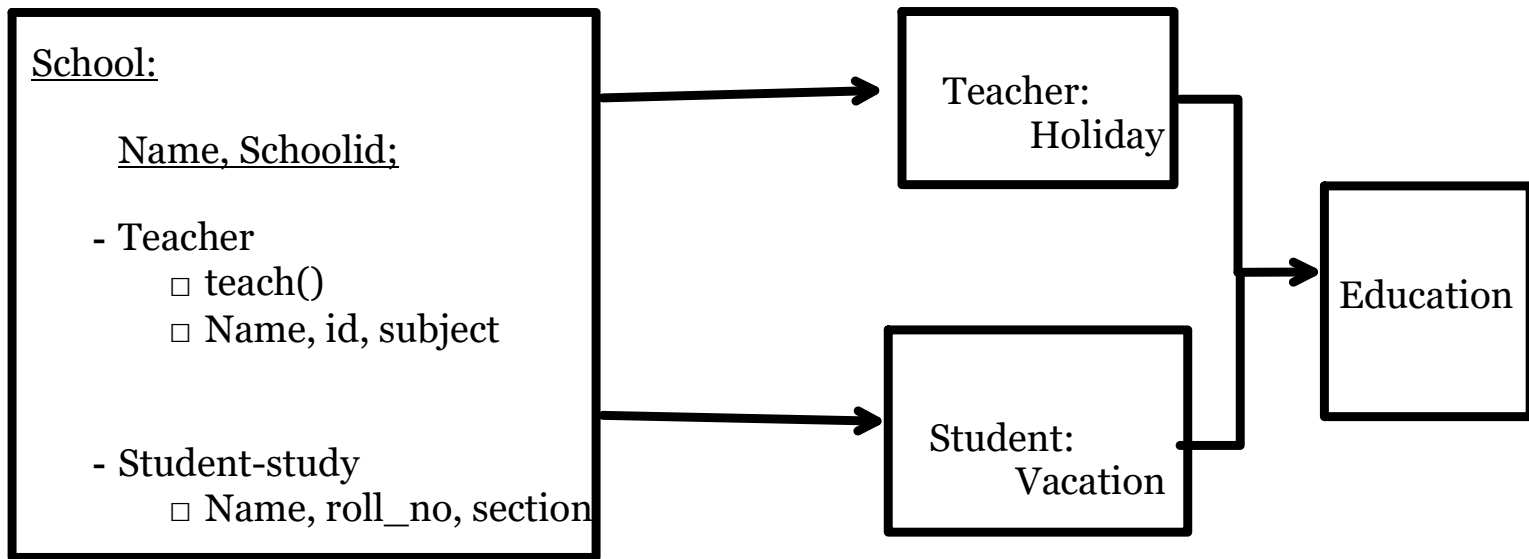 School:
Name, Schoolid;
- Teacher
□ teach()
□ Name, id, subject
- Student-study
□ Name, roll_no, section
Teacher:
Holiday
Student:
Vacation
Education